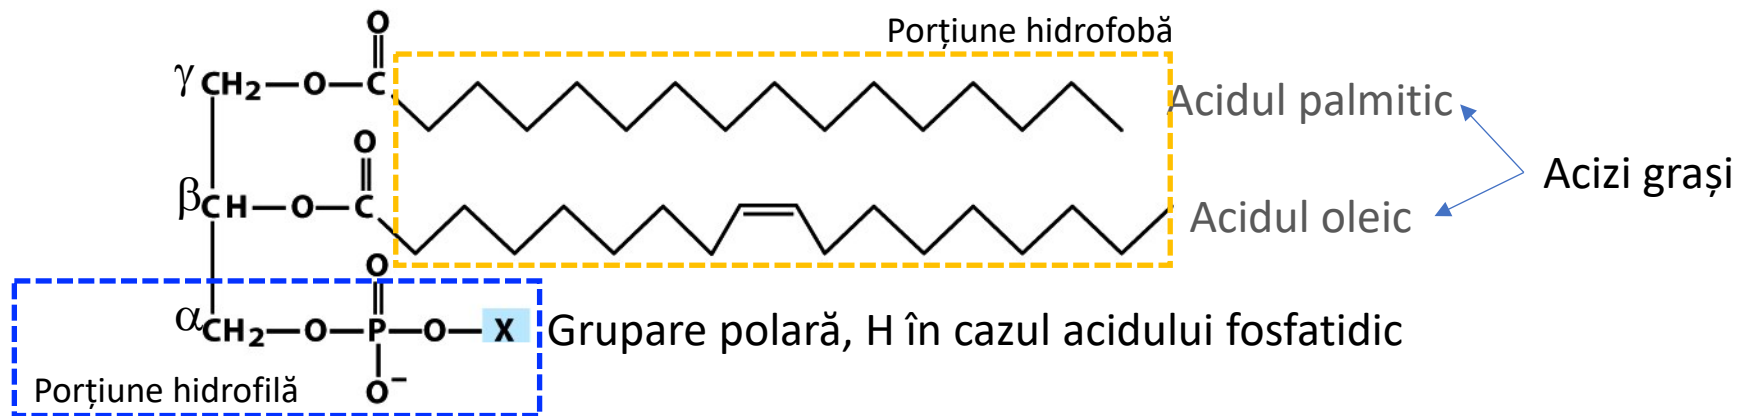 O
Porțiune hidrofobă
γ CH2—O—C
Acidul palmitic
O
Acizi grași
β CH—O—C
Acidul oleic
O
α CH2—O—P—O—X Grupare polară, H în cazul acidului fosfatidic
Porțiune hidrofilă
O−